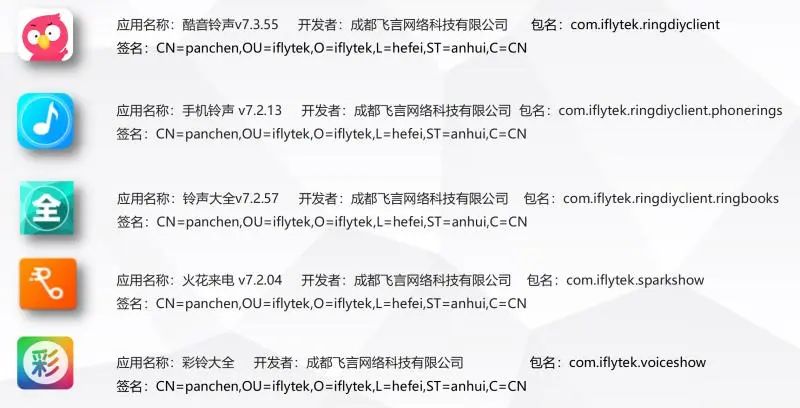 应用名称：酷音铃声v7.3.55 开发者：成都飞言网络科技有限公司 包名：com.iflytek.ringdiyclient
签名：CN=panchen,OU=iflytek,O=iflytek,L=hefei,ST=anhui,C=CN
应用名称：手机铃声 v7.2.13 开发者：成都飞言网络科技有限公司 包名：com.iflytek.ringdiyclient.phonerings
签名：CN=panchen,OU=iflytek,O=iflytek,L=hefei,ST=anhui,C=CN
全
应用名称：铃声大全v7.2.57 开发者：成都飞言网络科技有限公司 包名：com.iflytek.ringdiyclient.ringbooks
签名：CN=panchen,OU=iflytek,O=iflytek,L=hefei,ST=anhui,C=CN
应用名称：火花来电 v7.2.04 开发者：成都飞言网络科技有限公司 包名：com.iflytek.sparkshow
签名：CN=panchen,OU=iflytek,O=iflytek,L=hefei,ST=anhui,C=CN
彩
应用名称：彩铃大全 开发者：成都飞言网络科技有限公司 包名：com.iflytek.voiceshow
签名：CN=panchen,OU=iflytek,O=iflytek,L=hefei,ST=anhui,C=CN